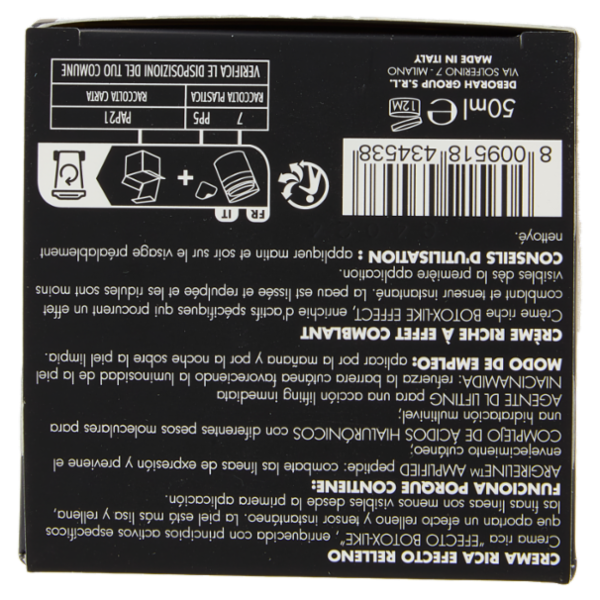 CREMA RICA EFECTO RELLENO
Crema rica "EFECTO BOTOX-LIKE", enriquecida con principios activos específicos
que aportan un efecto relleno y tensor instantáneo. La piel está más lisa y rellena,
las finas líneas son menos visibles desde la primera aplicación.
FUNCIONA PORQUE CONTIENE:
ARGIRELINE™ AMPLIFIED peptide: combate las líneas de expresión y previene el
envejecimiento cutáneo;
COMPLEJO DE ÁCIDOS HIALURÓNICOS con diferentes pesos moleculares para
una hidratación multinivel;
AGENTE DI LIFTING para una acción lifting inmediata
NIACINAMIDA: refuerza la barrera cutánea favoreciendo la luminosidad de la piel
MODO DE EMPLEO: aplicar por la mañana y por la noche sobre la piel limpia.
CRÈME RICHE À EFFET COMBLANT
Crème riche BOTOX-LIKE EFFECT, enrichie d'actifs spécifiques qui procurent un effet
comblant et tenseur instantané. La peau est lissée et repulpée et les ridules sont moins
visibles dès la première application.
CONSEILS D'UTILISATION : appliquer matin et soir sur le visage préalablement
nettoyé.
8 009518 434538
FR
IT
+
7
PP5
PAP21
RACCOLTA PLASTICA
RACCOLTA CARTA
VERIFICA LE DISPOSIZIONI DEL TUO COMUNE
50ml e
12M
DEBORAH GROUP S.R.L.
VIA SOLFERINO 7 - MILANO
MADE IN ITALY